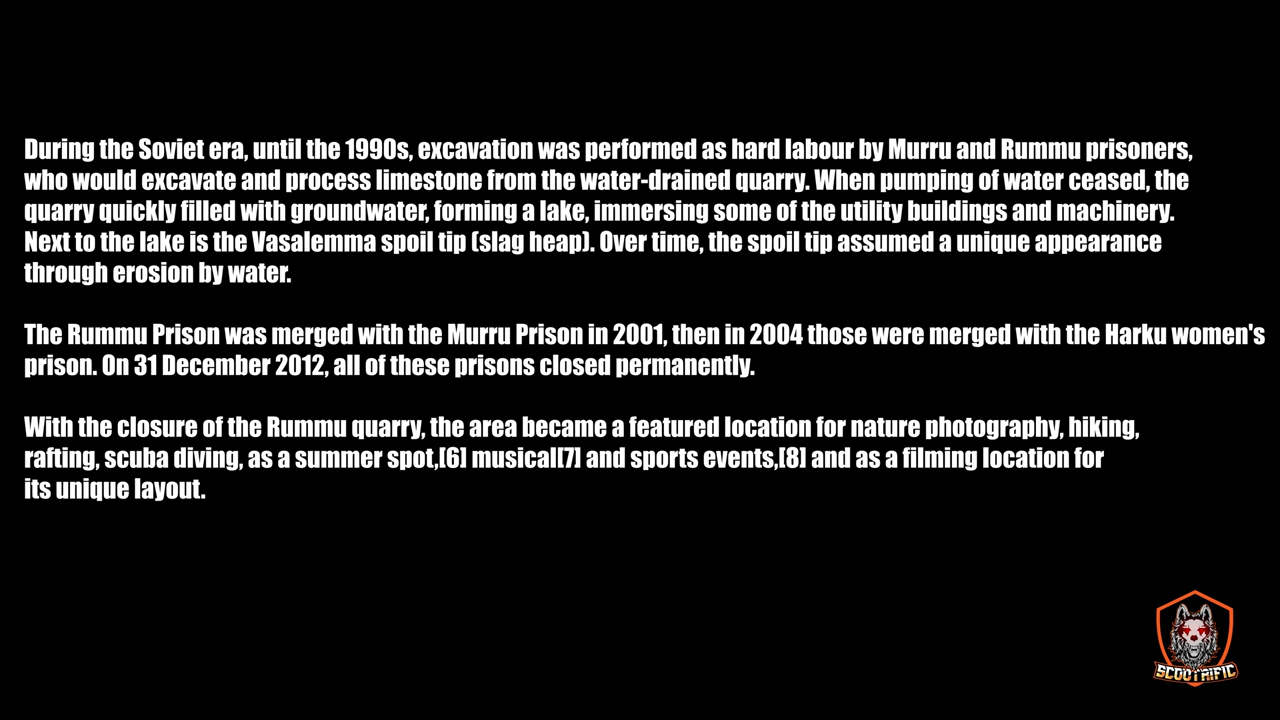 During the Soviet era, until the 1990s, excavation was performed as hard labour by Murru and Rummu prisoners,
who would excavate and process limestone from the water-drained quarry. When pumping of water ceased, the
quarry quickly filled with groundwater, forming a lake, immersing some of the utility buildings and machinery.
Next to the lake is the Vasalemma spoil tip (slag heap). Over time, the spoil tip assumed a unique appearance
through erosion by water.
The Rummu Prison was merged with the Murru Prison in 2001, then in 2004 those were merged with the Harku women's
prison. On 31 December 2012, all of these prisons closed permanently.
With the closure of the Rummu quarry, the area became a featured location for nature photography, hiking,
rafting, scuba diving, as a summer spot,[6] musical[7] and sports events,[8] and as a filming location for
its unique layout.
SCOOTRIFIC